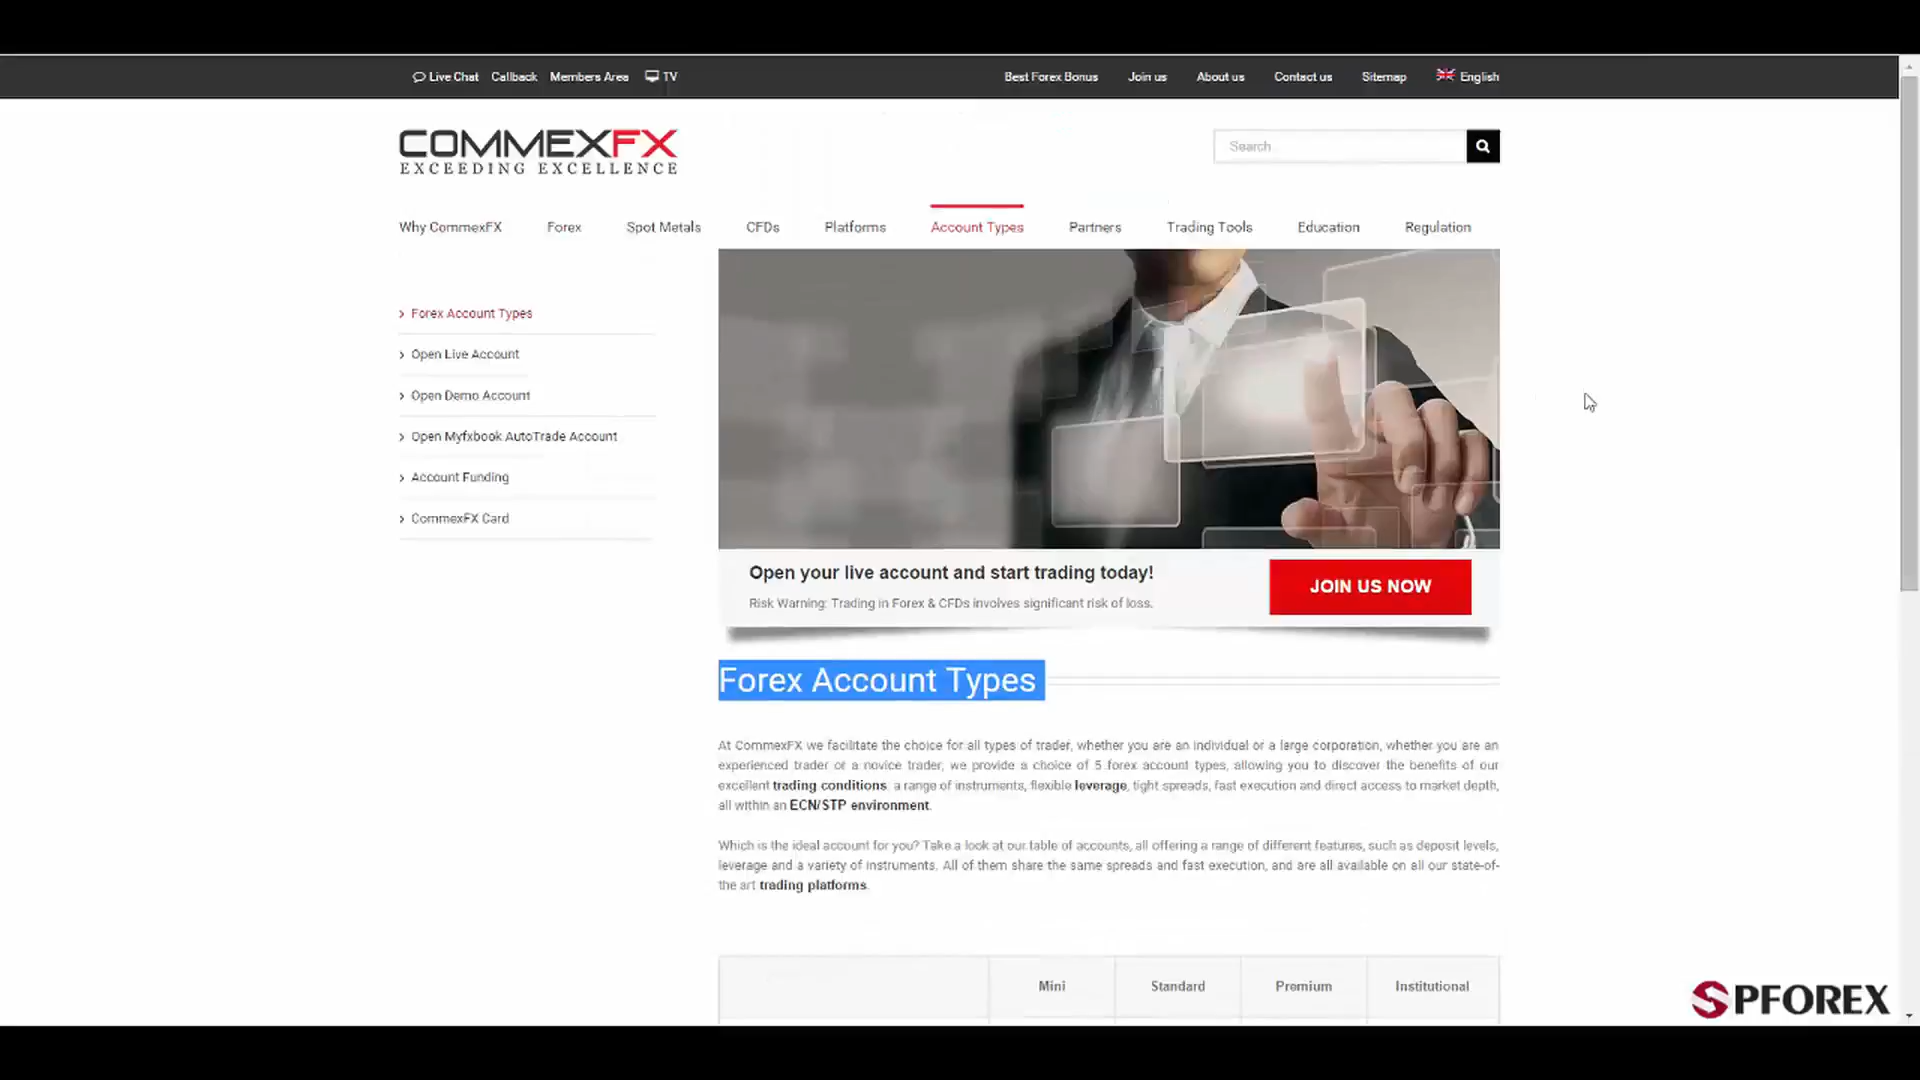 Live Chat Callback Members Area TV Best Forex Bonus Join us About us Contact us Sitemap English
COMMEXFX
EXCEEDING EXCELLENCE
Search
Why CommexFX Forex Spot Metals CFDs Platforms Account Types Partners Trading Tools Education Regulation
Forex Account Types
Open Live Account
Open Demo Account
Open Myfxbook AutoTrade Account
Account Funding
CommexFX Card
Open your live account and start trading today!
Risk Warning: Trading in Forex & CFDs involves significant risk of loss.
JOIN US NOW
Forex Account Types
At CommexFX we facilitate the choice for all types of trader, whether you are an individual or a large corporation, whether you are an
experienced trader or a novice trader, we provide a choice of 5 forex account types, allowing you to discover the benefits of our
excellent trading conditions: a range of instruments, flexible leverage, tight spreads, fast execution and direct access to market depth,
all within an ECN/STP environment.
Which is the ideal account for you? Take a look at our table of accounts, all offering a range of different features, such as deposit levels,
leverage and a variety of instruments. All of them share the same spreads and fast execution, and are all available on all our state-of-
the art trading platforms.
Mini Standard Premium Institutional
SPFOREX